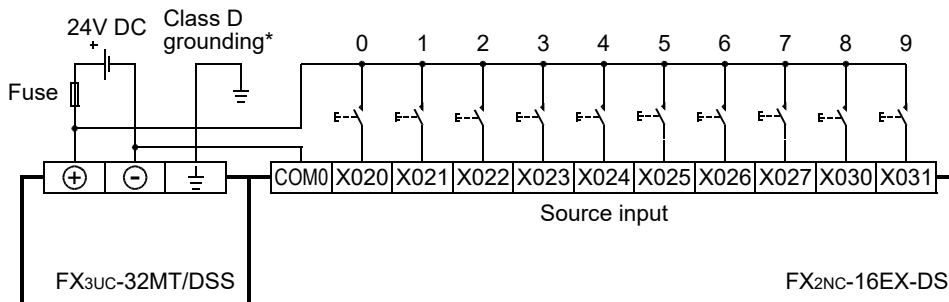 24V DC
Class D
grounding*
+
Fuse
0 1 2 3 4 5 6 7 8 9
+ - COM0 X020 X021 X022 X023 X024 X025 X026 X027 X030 X031
Source input
FX3UC-32MT/DSS
FX2NC-16EX-DS